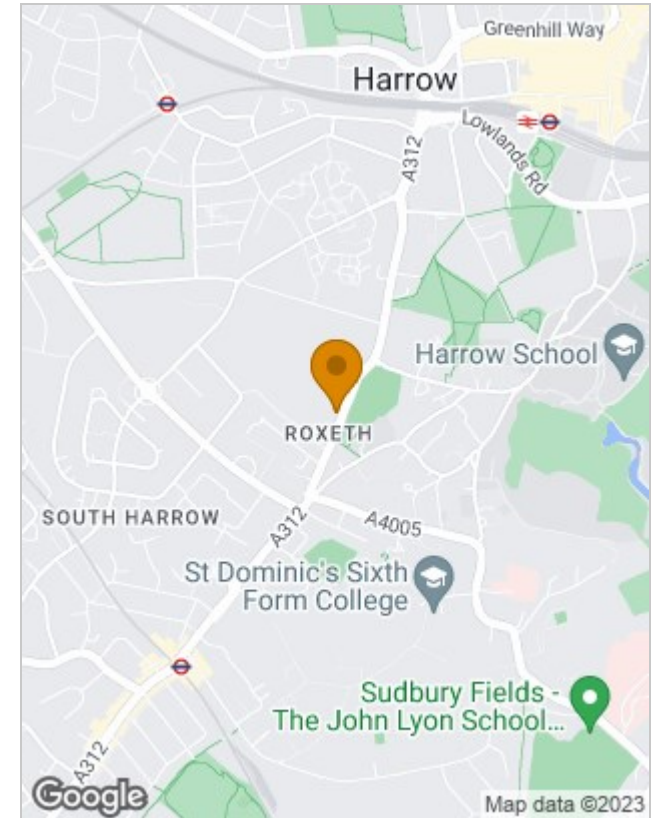 Greenhill Way
Harrow
Lowlands Rd
A312
Harrow School
ROXETH
SOUTH HARROW
A312
A4005
St Dominic's Sixth
Form College
Sudbury Fields -
The John Lyon School...
A312
Google
Map data ©2023